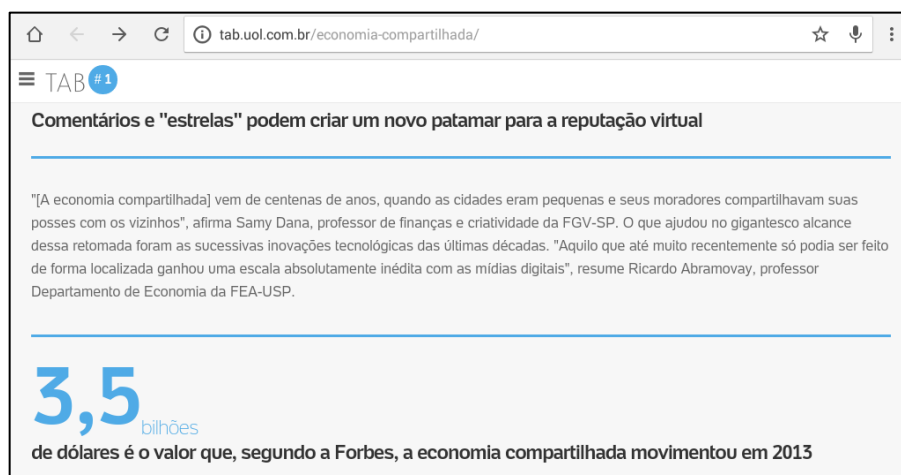 tab.uol.com.br/economia-compartilhada/
TAB #1
Comentários e "estrelas" podem criar um novo patamar para a reputação virtual
"[A economia compartilhada] vem de centenas de anos, quando as cidades eram pequenas e seus moradores compartilhavam suas
posses com os vizinhos", afirma Samy Dana, professor de finanças e criatividade da FGV-SP. O que ajudou no gigantesco alcance
dessa retomada foram as sucessivas inovações tecnológicas das últimas décadas. "Aquilo que até muito recentemente só podia ser feito
de forma localizada ganhou uma escala absolutamente inédita com as mídias digitais", resume Ricardo Abramovay, professor
Departamento de Economia da FEA-USP.
3,5 bilhões
de dólares é o valor que, segundo a Forbes, a economia compartilhada movimentou em 2013